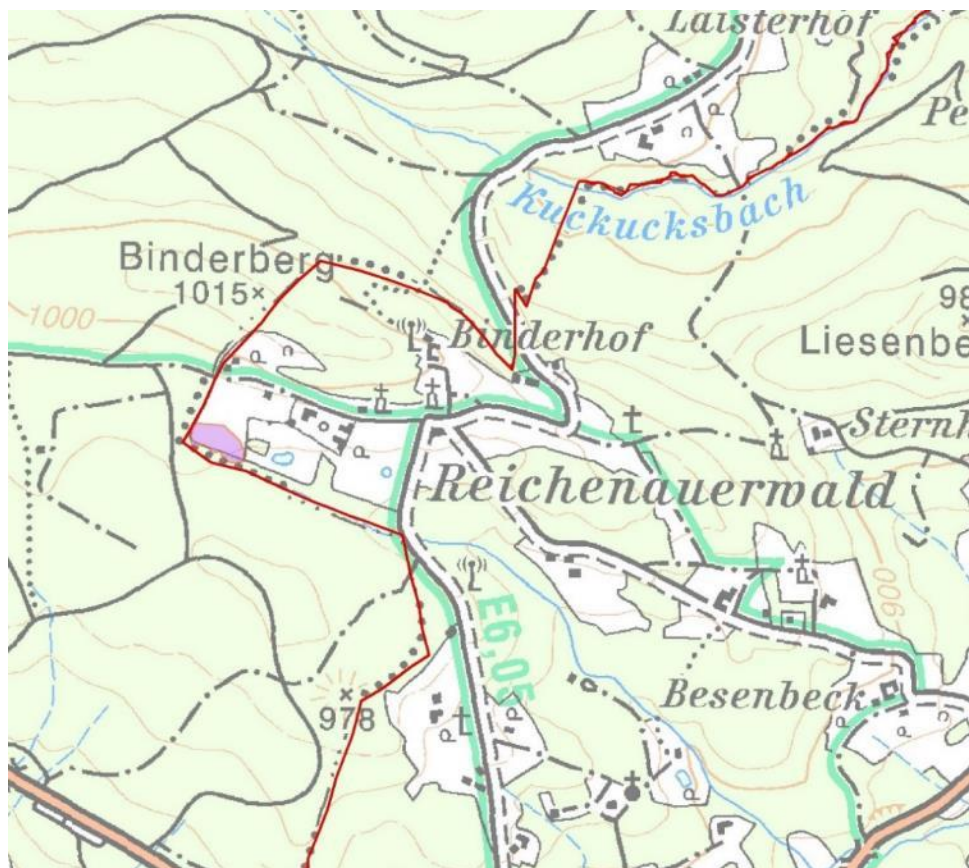 Laisterhof
Pe
Kuckucksbach
Binderberg
1015
1000
98
Binderhof
Liesenbe
Sternh
Reichenauerwald
900
E6,05
Besenbeck
978